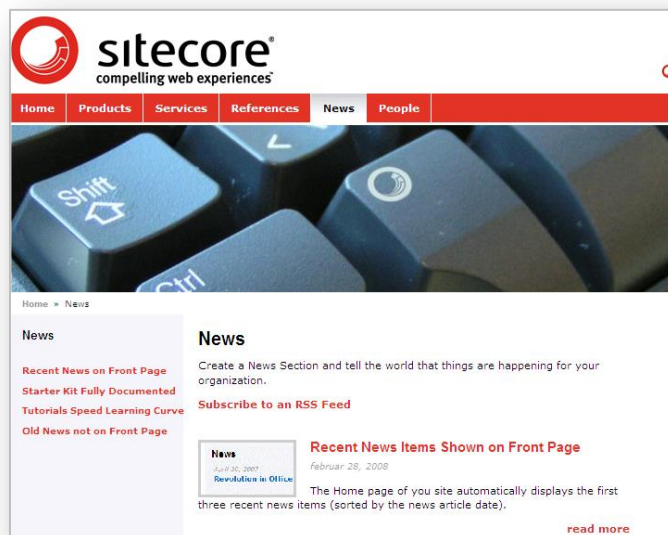 sitecore®
compelling web experiences™
Home Products Services References News People
Shift
Ctrl
Home » News
News
Recent News on Front Page
Starter Kit Fully Documented
Tutorials Speed Learning Curve
Old News not on Front Page
News
Create a News Section and tell the world that things are happening for your
organization.
Subscribe to an RSS Feed
News
April 30, 2007
Revolution in Office
Recent News Items Shown on Front Page
februar 28, 2008
The Home page of you site automatically displays the first
three recent news items (sorted by the news article date).
read more